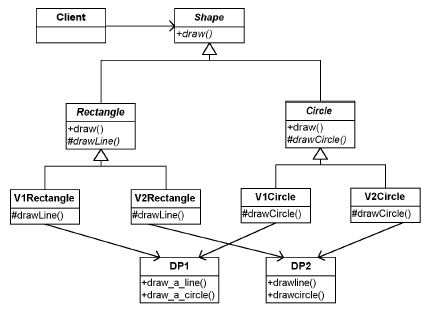 Client
Shape
+draw()
Rectangle
+draw()
#drawLine()
Circle
+draw()
#drawCircle()
V1Rectangle
#drawLine()
V2Rectangle
#drawLine()
V1Circle
#drawCircle()
V2Circle
#drawCircle()
DP1
+draw_a_line()
+draw_a_circle()
DP2
+drawline()
+drawcircle()